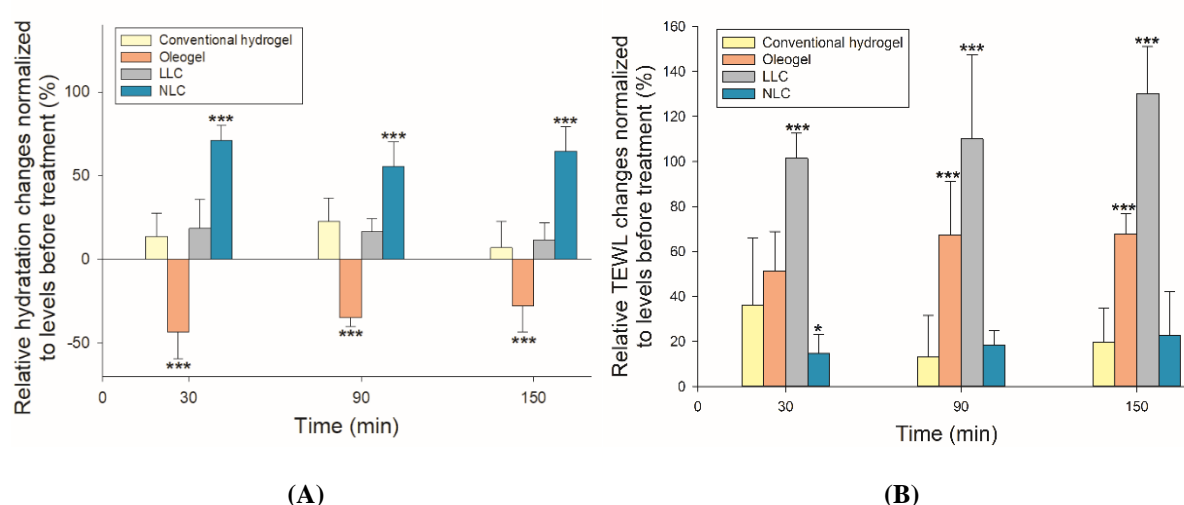 Relative hydratation changes normalized
to levels before treatment (%)
100
50
0
-50
Conventional hydrogel
Oleogel
LLC
NLC
***
***
***
***
***
***
0
30
90
150
Time (min)
(A)
Relative TEWL changes normalized
to levels before treatment (%)
160
140
120
100
80
60
40
20
0
Conventional hydrogel
Oleogel
LLC
NLC
***
*
***
***
***
***
0
30
90
150
Time (min)
(B)